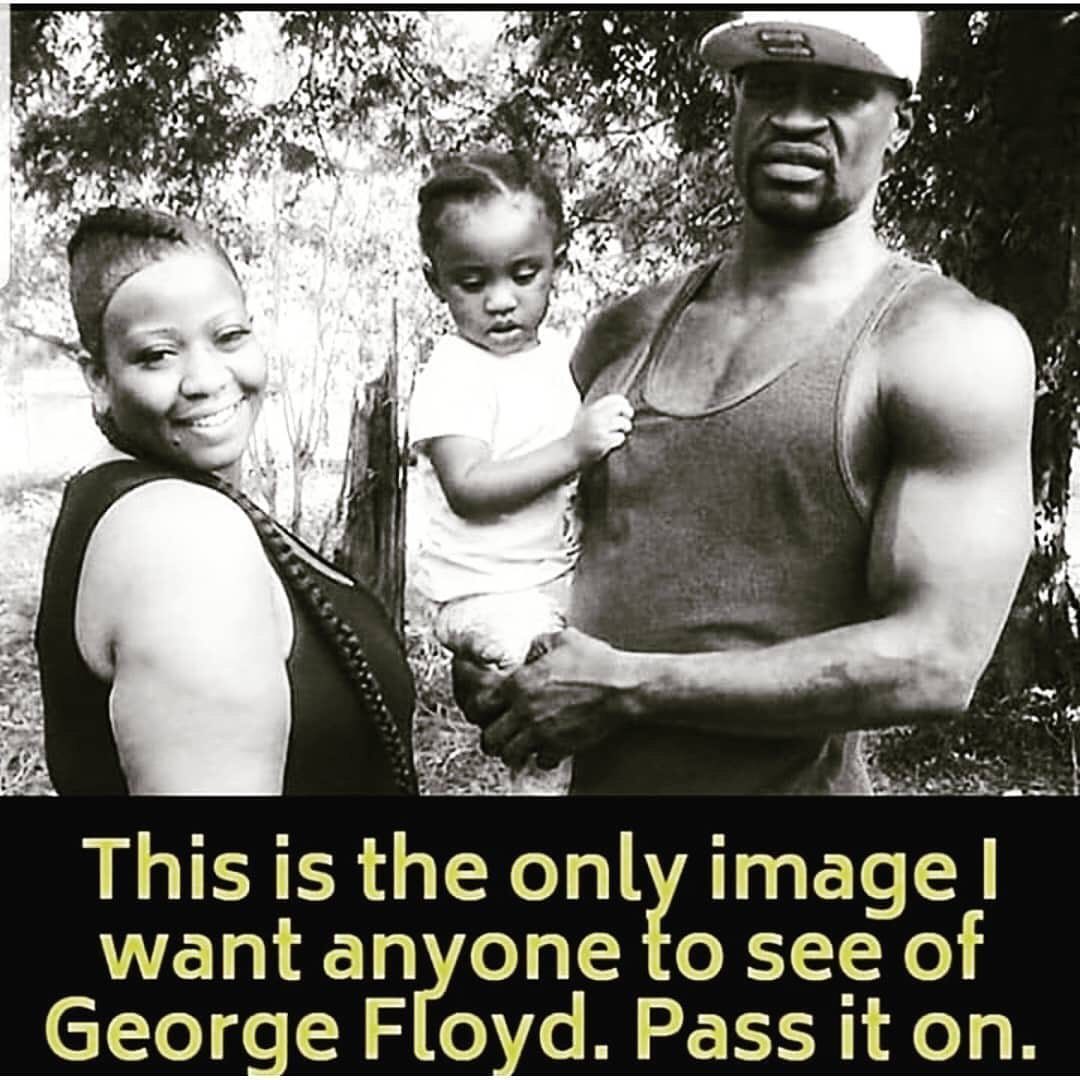 This is the only image I
want anyone to see of
George Floyd. Pass it on.